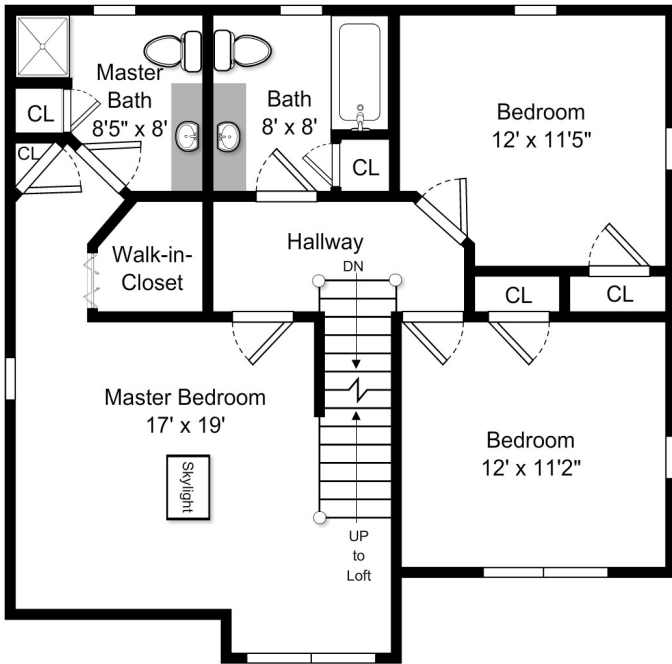 Master
Bath
8'5" x 8'
Bath
8' x 8'
Bedroom
12' x 11'5"
CL
CL
CL
Walk-in-
Closet
Hallway
DN
CL
CL
Master Bedroom
17' x 19'
Skylight
Bedroom
12' x 11'2"
UP
to
Loft